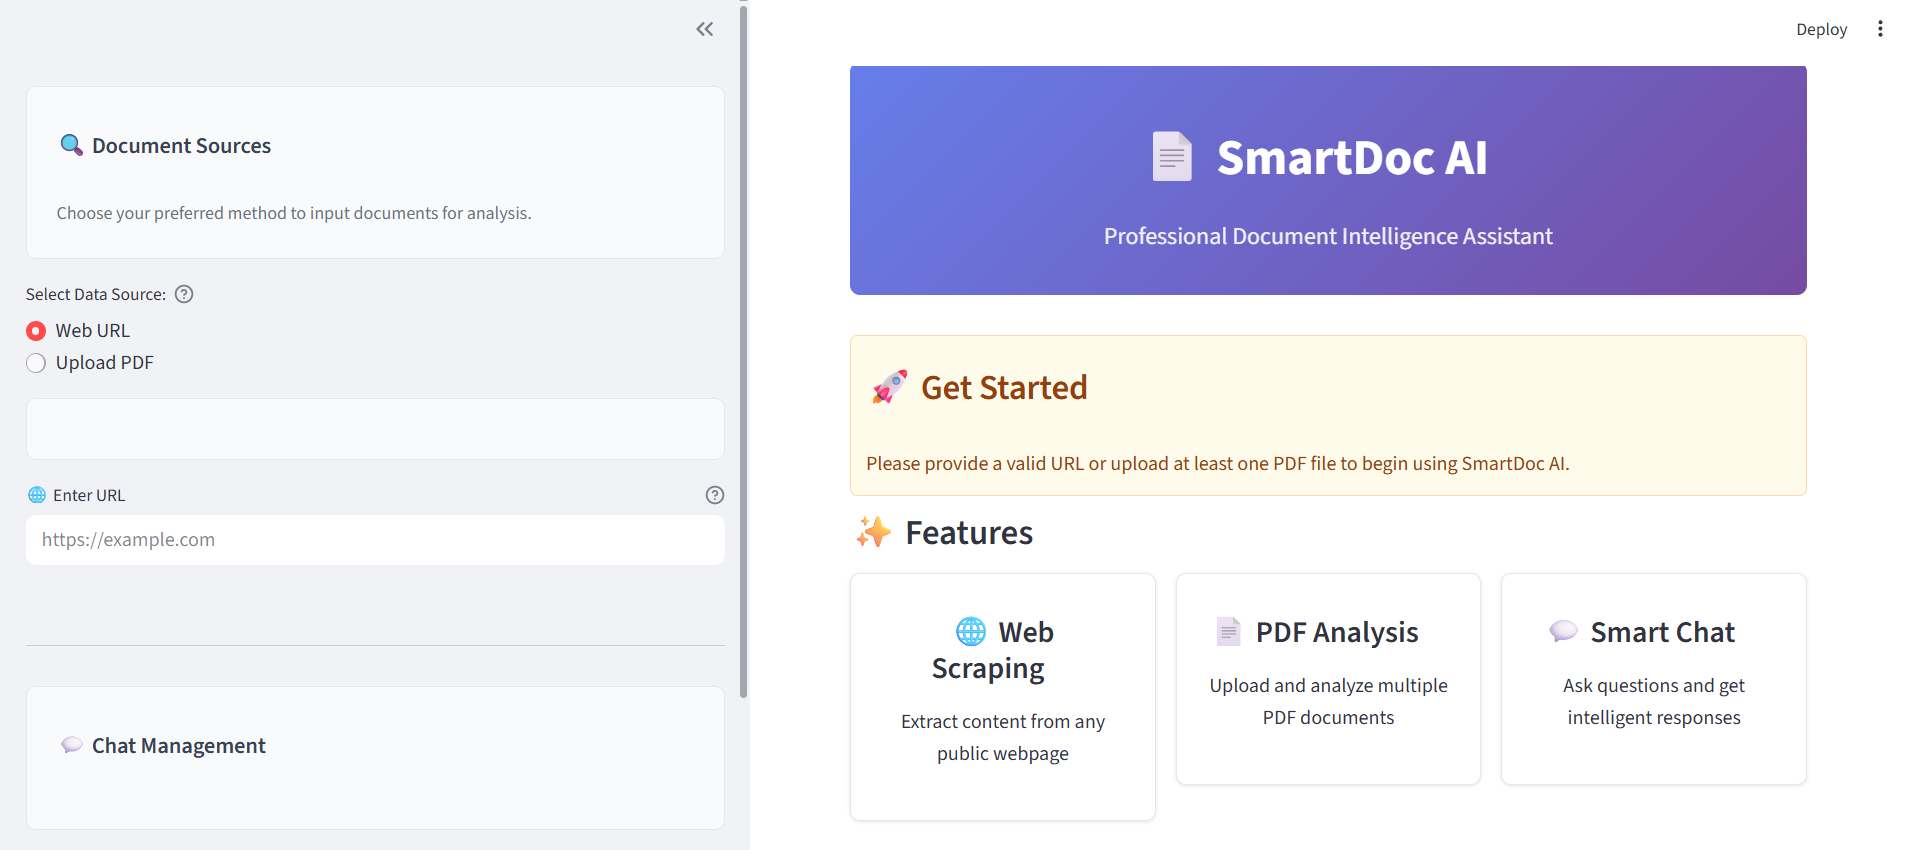 Document Sources
Choose your preferred method to input documents for analysis.
Select Data Source:
Web URL
Upload PDF
Enter URL
https://example.com
Chat Management
Deploy
SmartDoc AI
Professional Document Intelligence Assistant
Get Started
Please provide a valid URL or upload at least one PDF file to begin using SmartDoc AI.
Features
Web
Scraping
Extract content from any
public webpage
PDF Analysis
Upload and analyze multiple
PDF documents
Smart Chat
Ask questions and get
intelligent responses